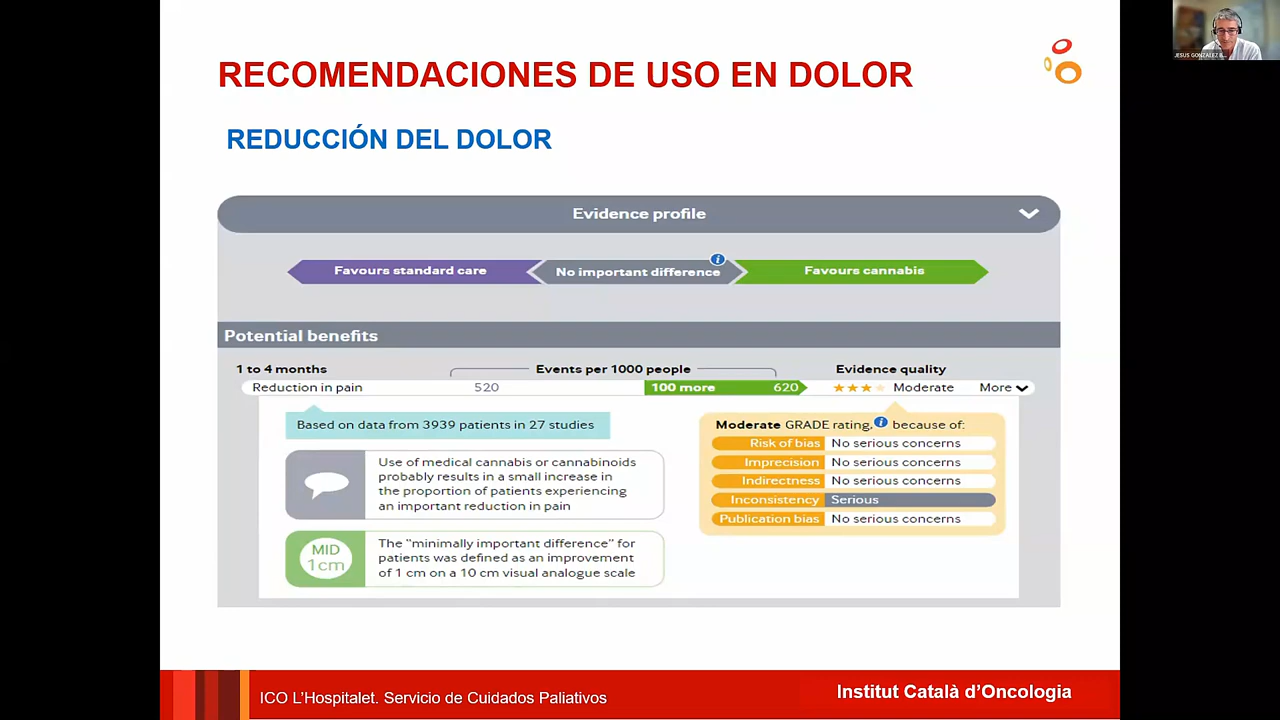 JESUS GONZALEZ B...
RECOMENDACIONES DE USO EN DOLOR
REDUCCIÓN DEL DOLOR
Evidence profile
Favours standard care
No important difference
i
Favours cannabis
Potential benefits
1 to 4 months
Events per 1000 people
Evidence quality
Reduction in pain
520
100 more
620
Moderate
More
Based on data from 3939 patients in 27 studies
Use of medical cannabis or cannabinoids
probably results in a small increase in
the proportion of patients experiencing
an important reduction in pain
MID
1cm
The "minimally important difference" for
patients was defined as an improvement
of 1 cm on a 10 cm visual analogue scale
Moderate GRADE rating, i because of:
Risk of bias No serious concerns
Imprecision No serious concerns
Indirectness No serious concerns
Inconsistency Serious
Publication bias No serious concerns
ICO L'Hospitalet. Servicio de Cuidados Paliativos
Institut Català d'Oncologia